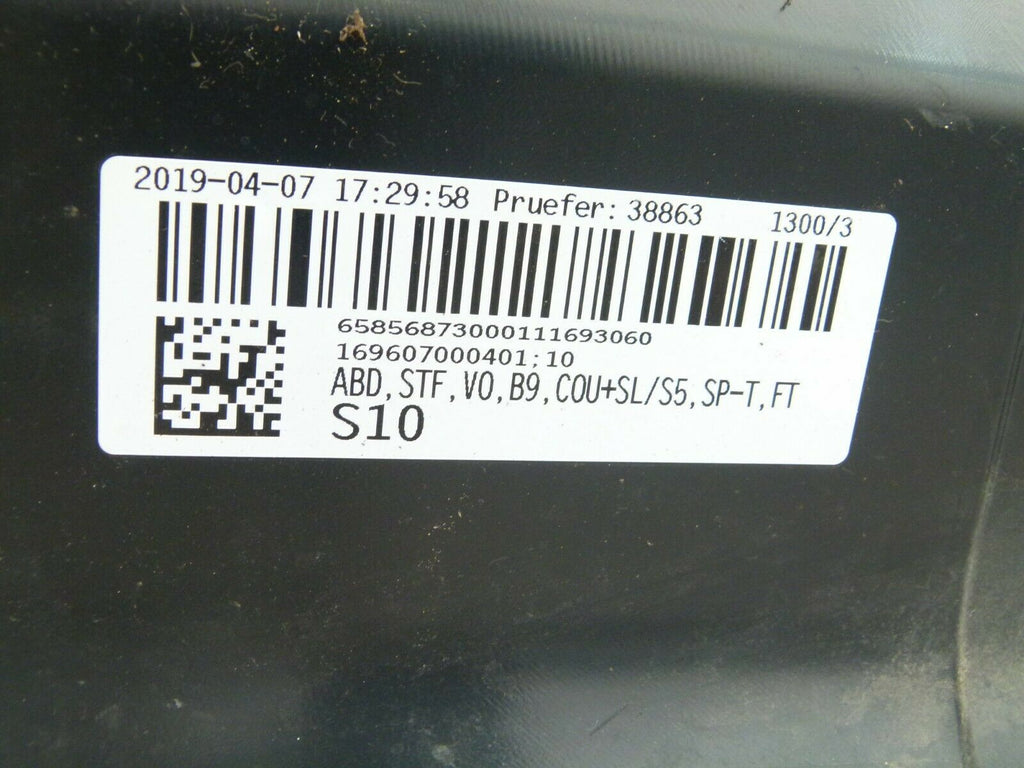 2019-04-07 17:29:58 Pruefer: 38863 1300/3
65856873000111693060
169607000401;10
ABD,STF,VO,B9,COU+SL/S5,SP-T,FT
S10